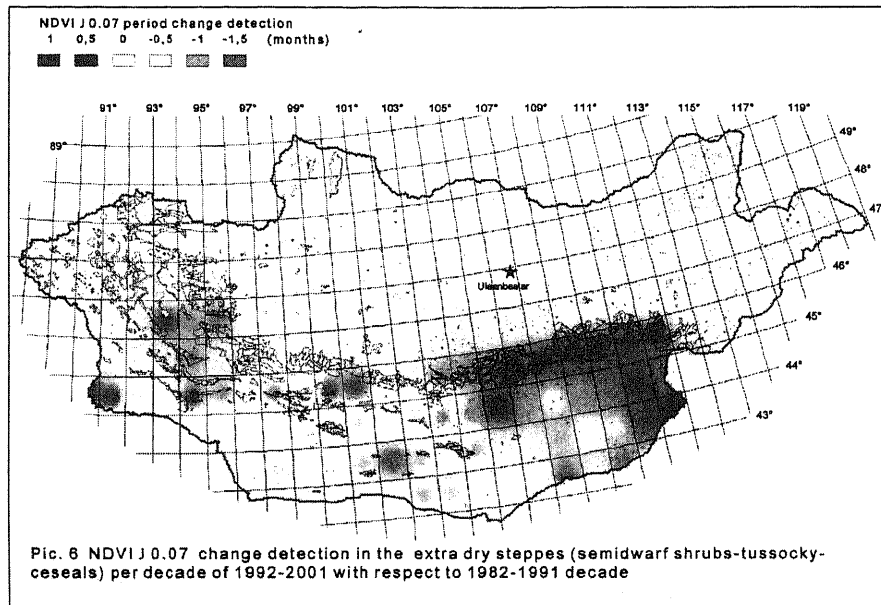 NDVI J 0.07 period change detection
1 0,5 0 -0,5 -1 -1,5 (months)
91° 93° 95° 97° 99° 101° 103° 105° 107° 109° 111° 113° 115° 117° 119°
89°
49°
48°
47°
46°
45°
44°
43°
Ulaanbaatar
Pic. 6 NDVI J 0.07 change detection in the extra dry steppes (semidwarf shrubs-tussocky-
ceseals) per decade of 1992-2001 with respect to 1982-1991 decade